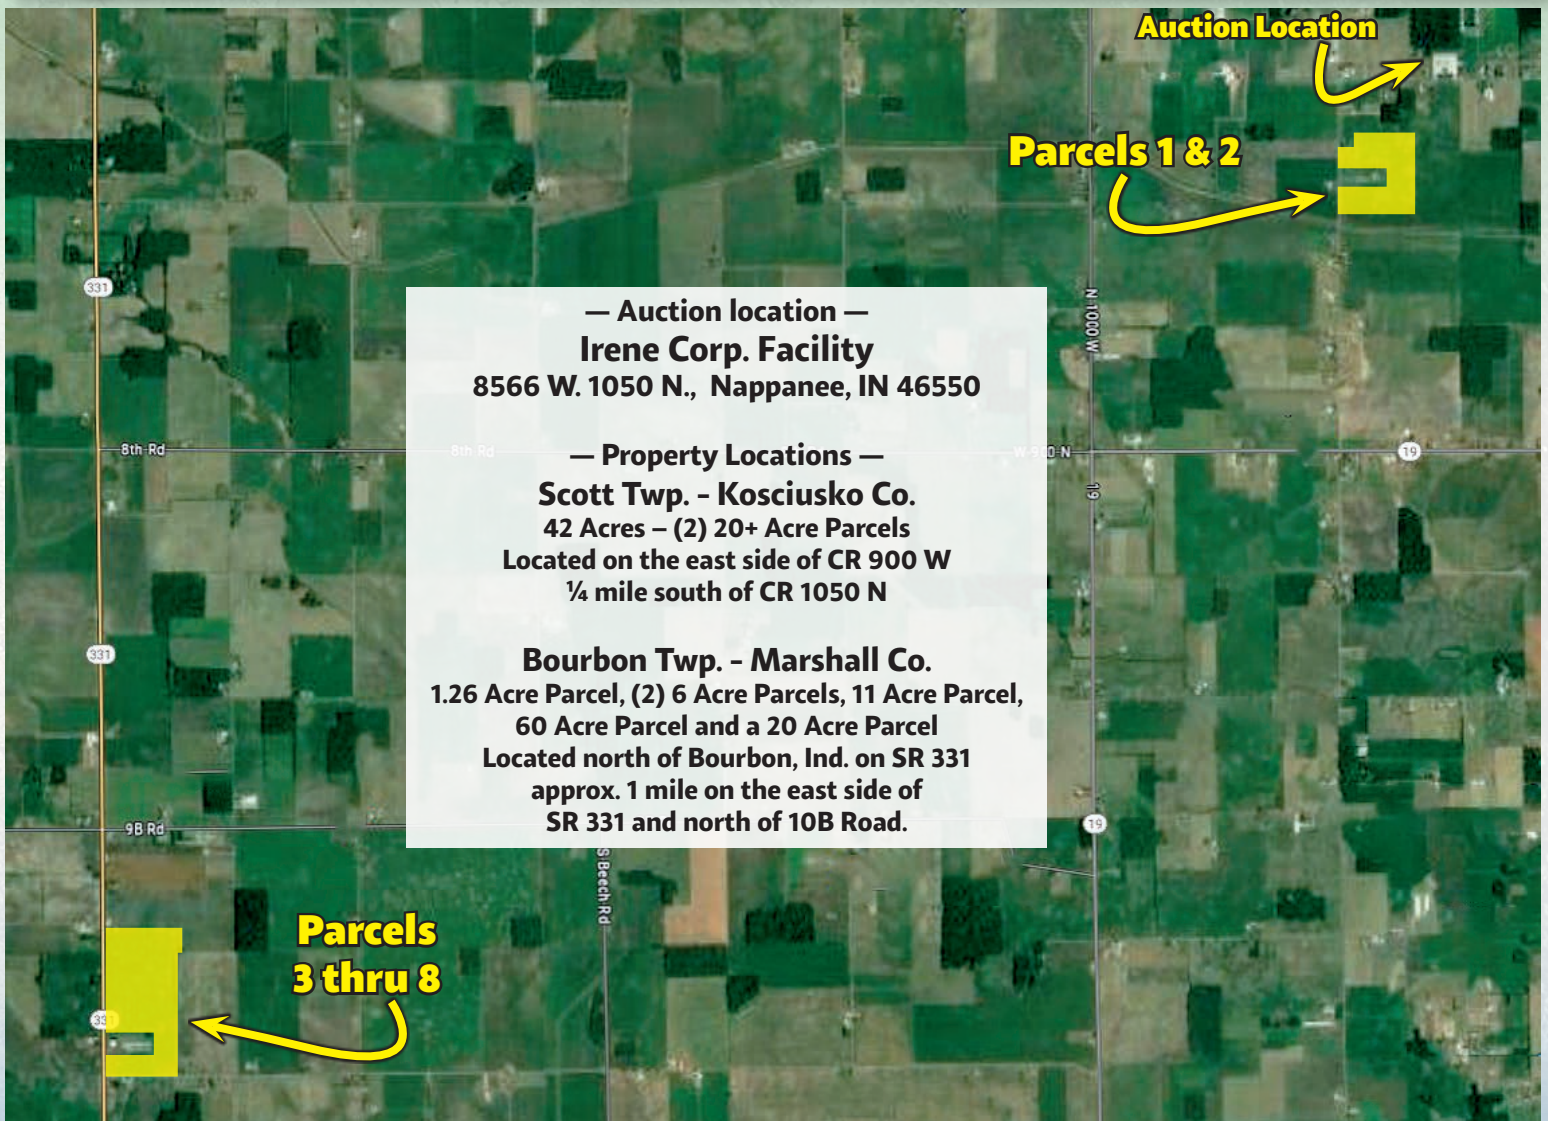 Auction Location
Parcels 1 & 2
331
N 1000 W
— Auction location —
Irene Corp. Facility
8566 W. 1050 N.,  Nappanee, IN 46550
8th Rd
8th Rd
W 900 N
19
19
— Property Locations —
Scott Twp. - Kosciusko Co.
42 Acres – (2) 20+ Acre Parcels
Located on the east side of CR 900 W
¼ mile south of CR 1050 N
331
Bourbon Twp. - Marshall Co.
1.26 Acre Parcel, (2) 6 Acre Parcels, 11 Acre Parcel,
60 Acre Parcel and a 20 Acre Parcel
Located north of Bourbon, Ind. on SR 331
approx. 1 mile on the east side of
SR 331 and north of 10B Road.
9B Rd
19
S Beech Rd
Parcels
3 thru 8
331